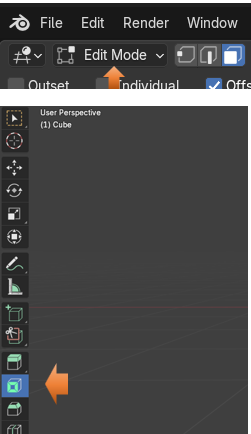 File Edit Render Window
Edit Mode
Outset Individual Offs
User Perspective
(1) Cube